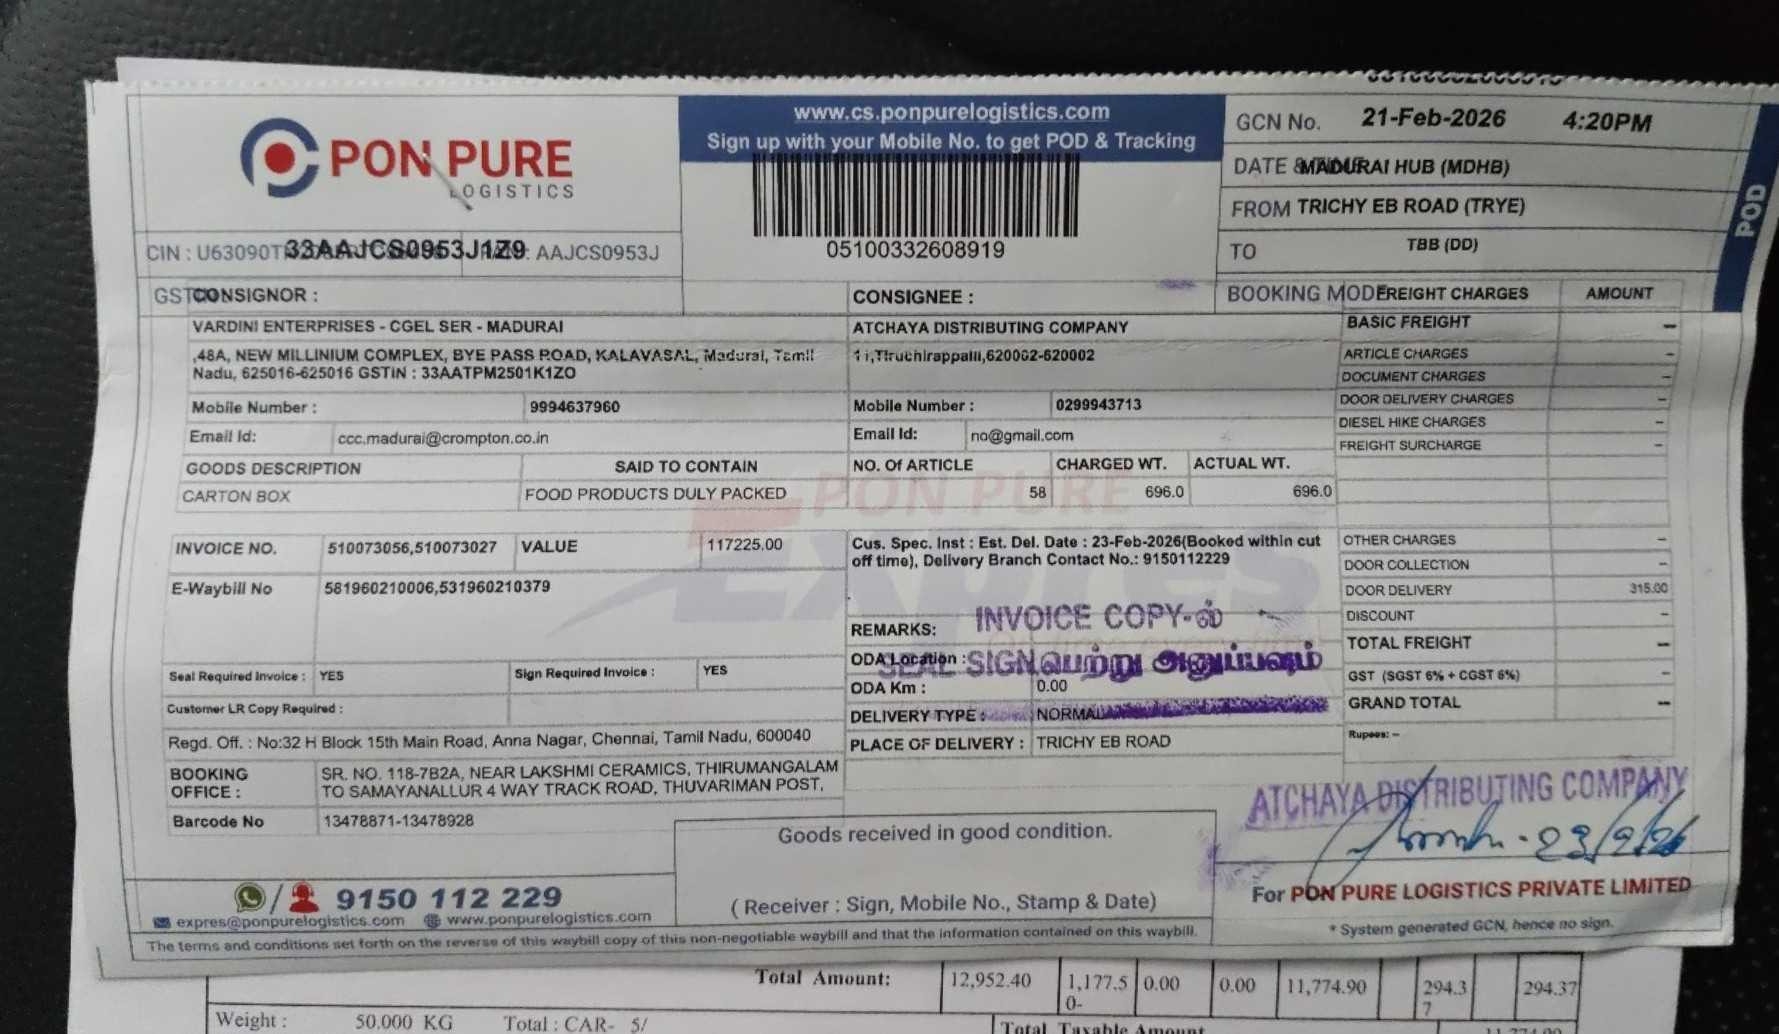 PON PURE
LOGISTICS
www.cs.ponpurelogistics.com
Sign up with your Mobile No. to get POD & Tracking
05100332608919
GCN No. 21-Feb-2026 4:20PM
DATE & MADURAI HUB (MDHB)
FROM TRICHY EB ROAD (TRYE)
TO TBB (DD)
POD
CIN : 33AAJCS0953J1Z9 : AAJCS0953J
CONSIGNOR :
CONSIGNEE :
BOOKING MODE FREIGHT CHARGES AMOUNT
VARDINI ENTERPRISES - CGEL SER - MADURAI
,48A, NEW MILLINIUM COMPLEX, BYE PASS ROAD, KALAVASAL, Madurai, Tamil
Nadu, 625016-625016 GSTIN : 33AATPM2501K1ZO
ATCHAYA DISTRIBUTING COMPANY
Tiruchirappalli,620002-620002
BASIC FREIGHT –
ARTICLE CHARGES –
DOCUMENT CHARGES –
DOOR DELIVERY CHARGES –
DIESEL HIKE CHARGES –
FREIGHT SURCHARGE –
Mobile Number : 9994637960
Mobile Number : 0299943713
Email Id: ccc.madurai@crompton.co.in
Email Id: no@gmail.com
GOODS DESCRIPTION SAID TO CONTAIN NO. Of ARTICLE CHARGED WT. ACTUAL WT.
CARTON BOX FOOD PRODUCTS DULY PACKED 58 696.0 696.0
PON PURE
EXpres
INVOICE NO. 510073056,510073027 VALUE 117225.00
E-Waybill No 581960210006,531960210379
Cus. Spec. Inst : Est. Del. Date : 23-Feb-2026(Booked within cut
off time), Delivery Branch Contact No.: 9150112229
OTHER CHARGES –
DOOR COLLECTION –
DOOR DELIVERY 315.00
DISCOUNT –
TOTAL FREIGHT –
GST (SGST 6% + CGST 6%) –
GRAND TOTAL –
Rupees: –
REMARKS:
INVOICE COPY-ல்
SEAL SIGN பெற்று அனுப்பவும்
ODA Location :
ODA Km : 0.00
DELIVERY TYPE : NORMAL
PLACE OF DELIVERY : TRICHY EB ROAD
Seal Required Invoice : YES Sign Required Invoice : YES
Customer LR Copy Required :
Regd. Off. : No:32 H Block 15th Main Road, Anna Nagar, Chennai, Tamil Nadu, 600040
BOOKING OFFICE : SR. NO. 118-7B2A, NEAR LAKSHMI CERAMICS, THIRUMANGALAM
TO SAMAYANALLUR 4 WAY TRACK ROAD, THUVARIMAN POST,
Barcode No 13478871-13478928
Goods received in good condition.
(Receiver : Sign, Mobile No., Stamp & Date)
ATCHAYA DISTRIBUTING COMPANY
For PON PURE LOGISTICS PRIVATE LIMITED
* System generated GCN, hence no sign.
9150 112 229
expres@ponpurelogistics.com www.ponpurelogistics.com
The terms and conditions set forth on the reverse of this waybill copy of this non-negotiable waybill and that the information contained on this waybill.
Total Amount: 12,952.40 1,177.5 0.00 0.00 11,774.90 294.3 294.37
0- 7
Weight : 50.000 KG Total : CAR- 5/ Total Taxable Amount